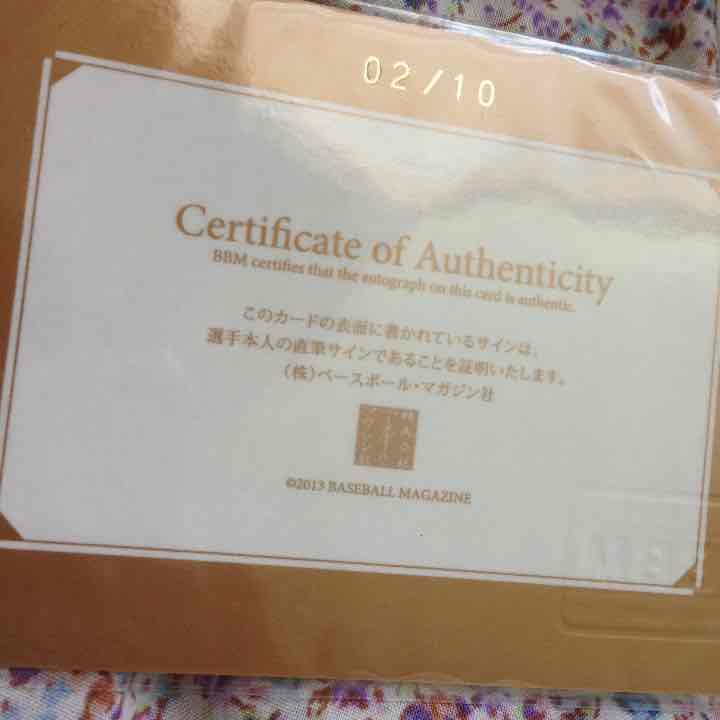 02/10
Certificate of Authenticity
BBM certifies that the autograph on this card is authentic.
このカードの表面に書かれているサインは、
選手本人の直筆サインであることを証明いたします。
(株)ベースボール・マガジン社
©2013 BASEBALL MAGAZINE